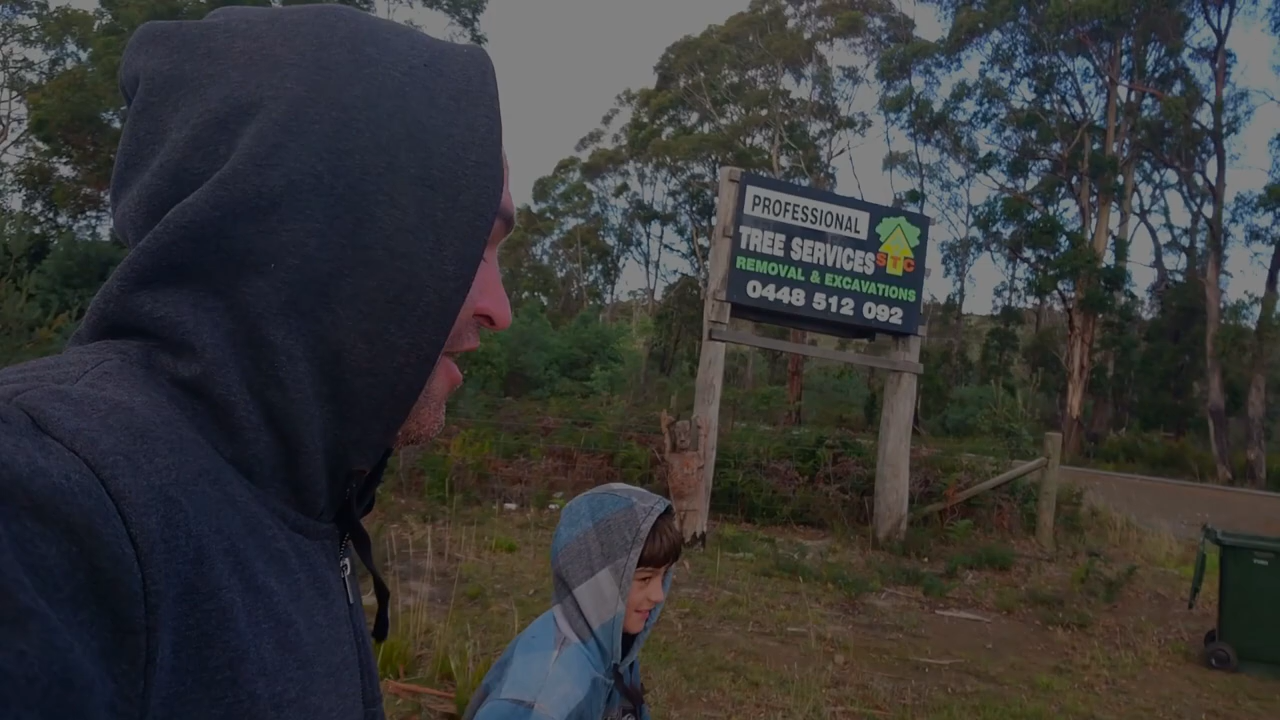 PROFESSIONAL
TREE SERVICES
STC
REMOVAL & EXCAVATIONS
0448 512 092